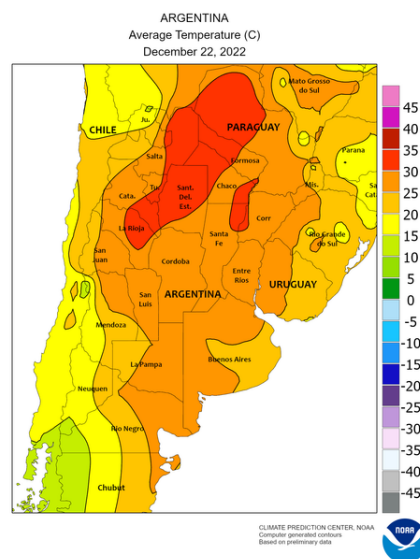 ARGENTINA
Average Temperature (C)
December 22, 2022
Mato Grosso
do Sul
Ju.
CHILE
PARAGUAY
Parana
Salta
Formosa
Tu.
Sant.
Del.
Est.
Chaco
Mis.
Sa
Cat.
Cata.
La Rioja
Corr
Santa
Fe
Rio Grande
do Sul
San
Juan
Cordoba
Entre
Rios
San
Luis
ARGENTINA
URUGUAY
Mendoza
La Pampa
Buenos Aires
Neuquen
Rio Negro
Chubut
45
40
35
30
25
20
15
10
5
0
-5
-10
-15
-20
-25
-30
-35
-40
-45
CLIMATE PREDICTION CENTER, NOAA
Computer generated contours
Based on preliminary data
NOAA